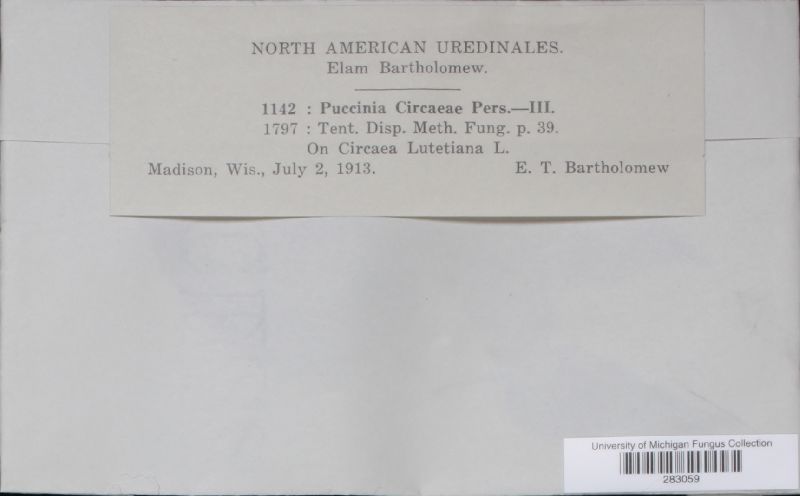 NORTH AMERICAN UREDINALES.
Elam Bartholomew.
1142 : Puccinia Circaeae Pers.—III.
1797 : Tent. Disp. Meth. Fung. p. 39.
On Circaea Lutetiana L.
Madison, Wis., July 2, 1913. E. T. Bartholomew
University of Michigan Fungus Collection
283059